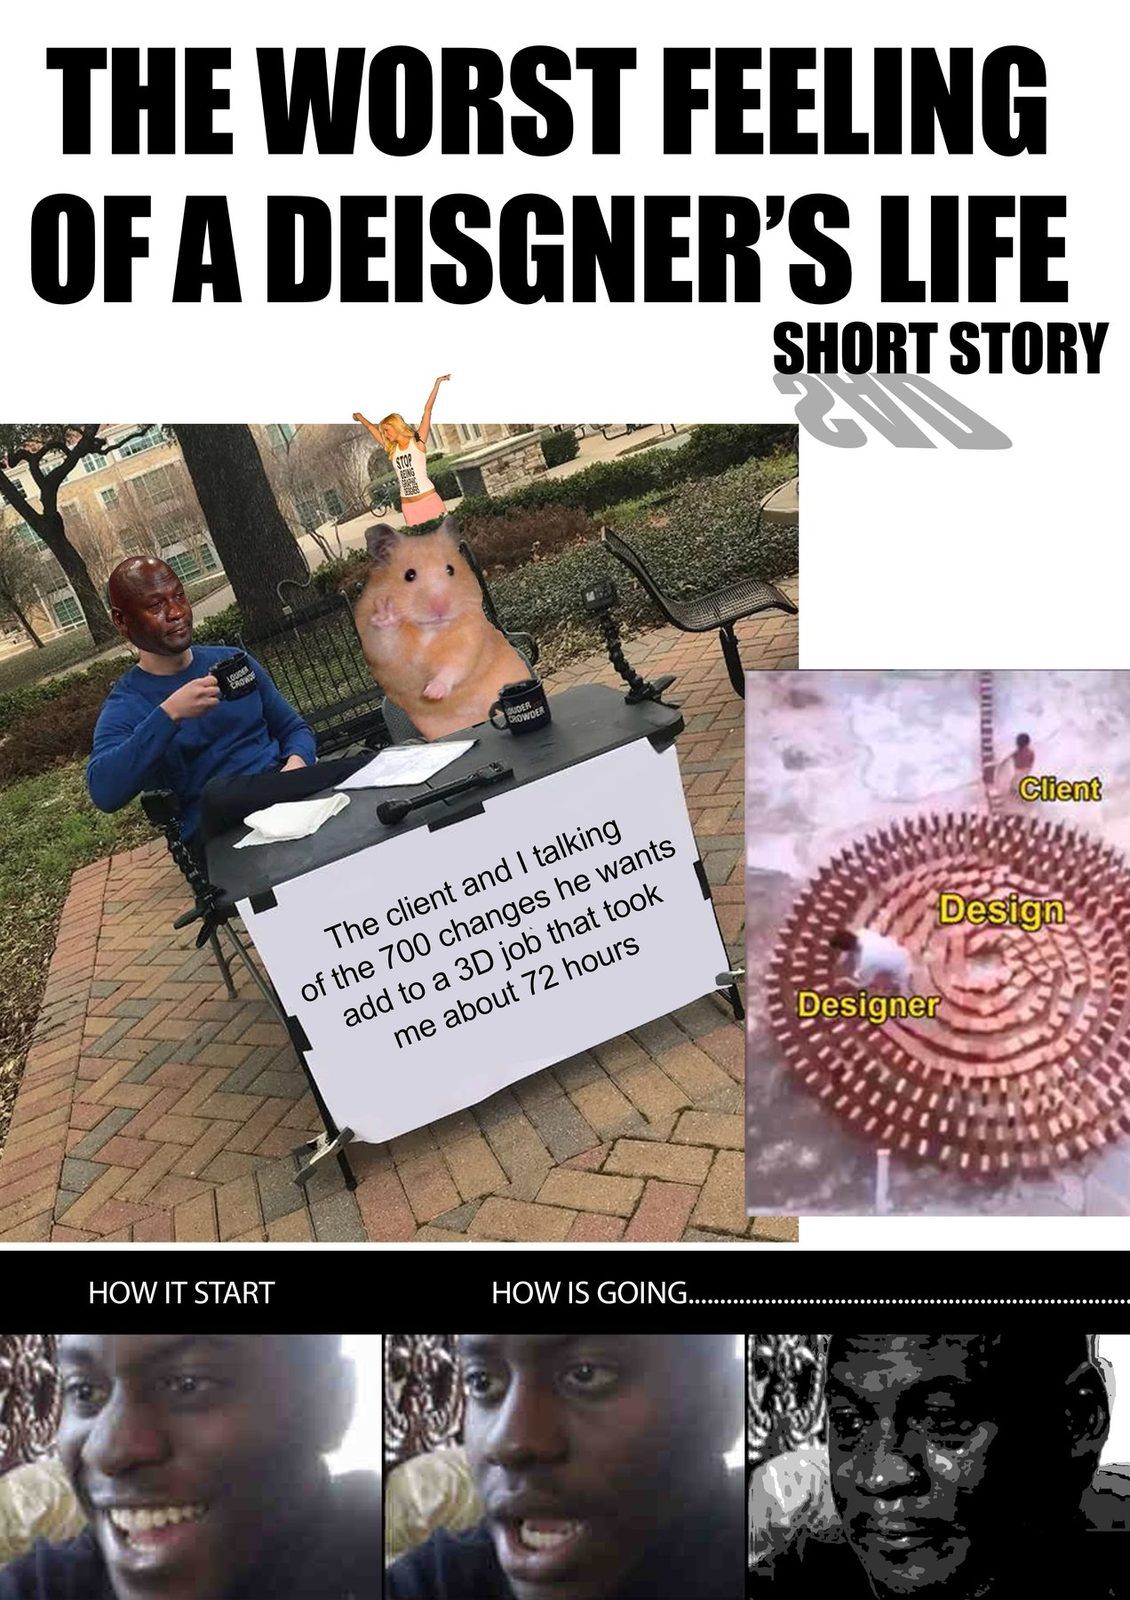 THE WORST FEELING
OF A DEISGNER'S LIFE
SHORT STORY
SAD
STOP
BEING
LOUDER
CROWDER
LOUDER
CROWDER
The client and I talking
of the 700 changes he wants
add to a 3D job that took
me about 72 hours
Client
Design
Designer
HOW IT START
HOW IS GOING......................................................................